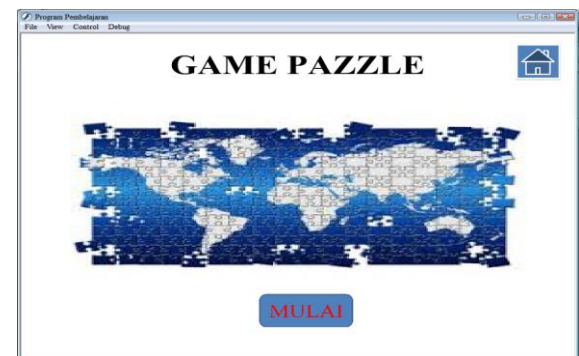 Program Pembelajaran
File View Control Debug
GAME PAZZLE
MULAI